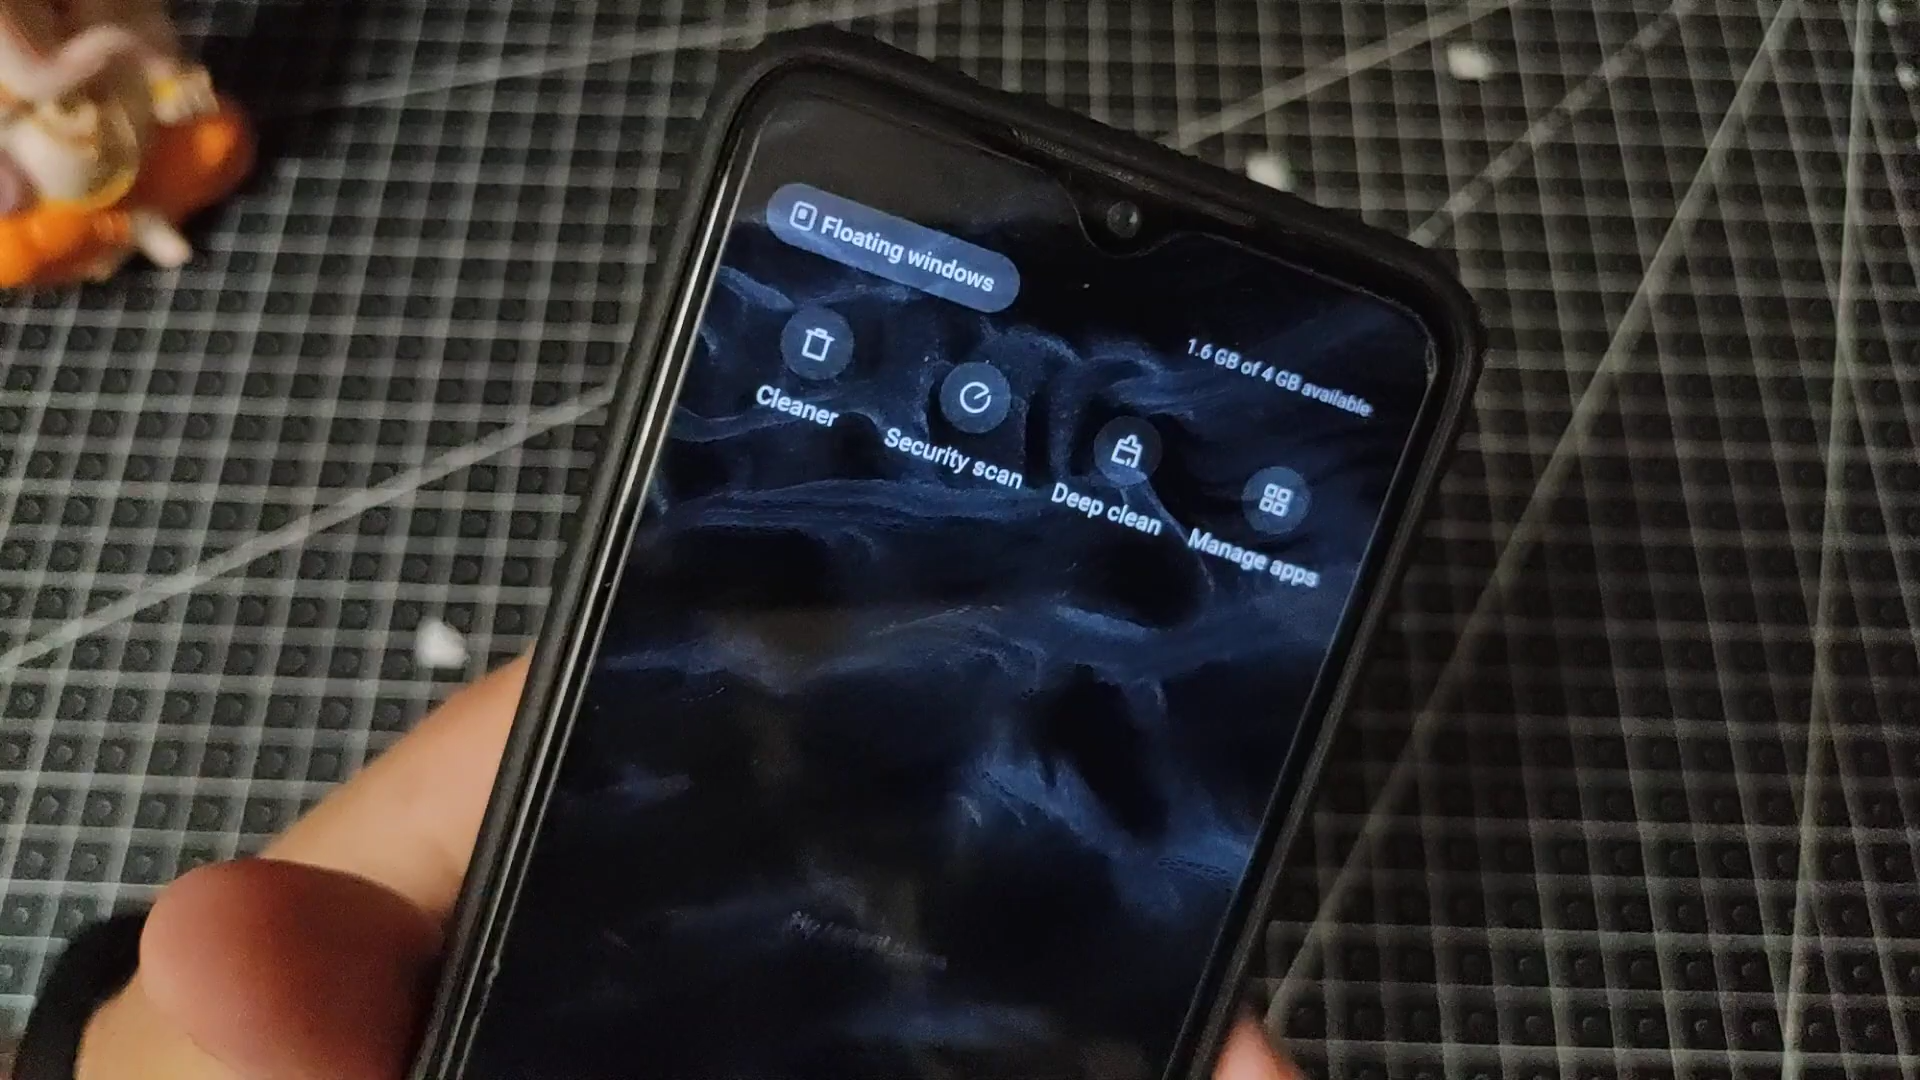 Floating windows
1.6 GB of 4 GB available
Cleaner
Security scan
Deep clean
Manage apps